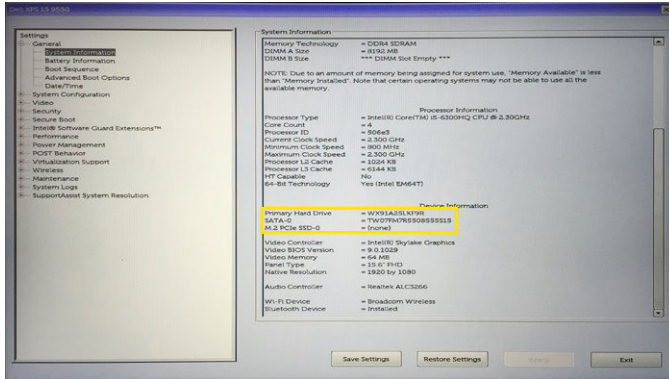 Dell XPS 15 9550
Settings
General
System Information
Battery Information
Boot Sequence
Advanced Boot Options
Date/Time
System Configuration
Video
Security
Secure Boot
Intel® Software Guard Extensions™
Performance
Power Management
POST Behavior
Virtualization Support
Wireless
Maintenance
System Logs
SupportAssist System Resolution
System Information
Memory Technology = DDR4 SDRAM
DIMM A Size = 8192 MB
DIMM B Size *** DIMM Slot Empty ***
NOTE: Due to an amount of memory being assigned for system use, "Memory Available" is less
than "Memory Installed". Note that certain operating systems may not be able to use all the
available memory.
Processor Information
Processor Type = Intel(R) Core(TM) i5-6300HQ CPU @ 2.30GHz
Core Count = 4
Processor ID = 506e3
Current Clock Speed = 2.300 GHz
Minimum Clock Speed = 800 MHz
Maximum Clock Speed = 2.300 GHz
Processor L2 Cache = 1024 KB
Processor L3 Cache = 6144 KB
HT Capable No
64-Bit Technology Yes (Intel EM64T)
Device Information
Primary Hard Drive = WX91A25LKF9R
SATA-0
M.2 PCIe SSD-0 = (none)
Video Controller = Intel(R) Skylake Graphics
Video BIOS Version = 9.0.1029
Video Memory = 64 MB
Panel Type = 15.6" FHD
Native Resolution = 1920 by 1080
Audio Controller = Realtek ALC3266
Wi-Fi Device = Broadcom Wireless
Bluetooth Device = Installed
Save Settings
Restore Settings
Apply
Exit